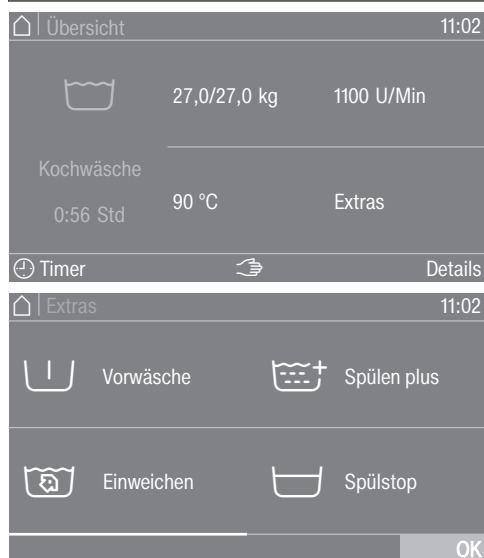 Übersicht 11:02
27,0/27,0 kg 1100 U/Min
Kochwäsche
0:56 Std
90 °C Extras
Timer Details
Extras 11:02
Vorwäsche Spülen plus
Einweichen Spülstop
OK